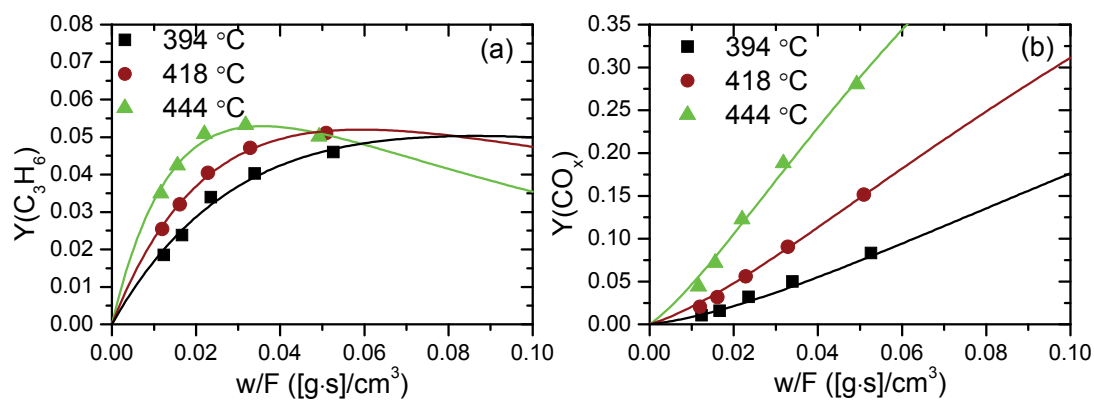 0.08
0.07
0.06
0.05
0.04
0.03
0.02
0.01
0.00
Y(C₃H₆)
394 °C
418 °C
444 °C
(a)
0.00 0.02 0.04 0.06 0.08 0.10
w/F ([g·s]/cm³)
0.35
0.30
0.25
0.20
0.15
0.10
0.05
0.00
Y(COₓ)
394 °C
418 °C
444 °C
(b)
0.00 0.02 0.04 0.06 0.08 0.10
w/F ([g·s]/cm³)